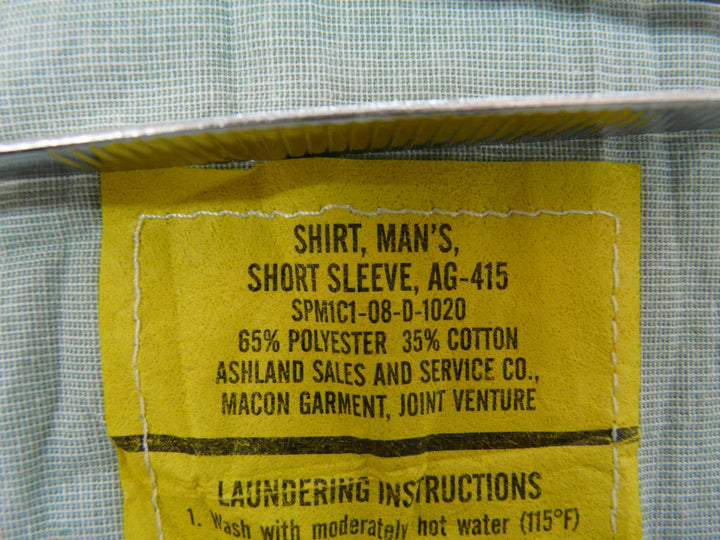 SHIRT, MAN'S,
SHORT SLEEVE, AG-415
SPM1C1-08-D-1020
65% POLYESTER 35% COTTON
ASHLAND SALES AND SERVICE CO.,
MACON GARMENT, JOINT VENTURE
LAUNDERING INSTRUCTIONS
1. Wash with moderately hot water (115°F)